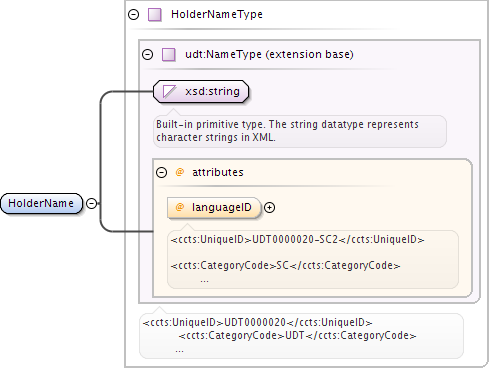 HolderNameType
udt:NameType (extension base)
xsd:string
Built-in primitive type. The string datatype represents
character strings in XML.
@ attributes
@ languageID
<ccts:UniqueID>UDT0000020-SC2</ccts:UniqueID>
<ccts:CategoryCode>SC</ccts:CategoryCode>
...
HolderName
<ccts:UniqueID>UDT0000020</ccts:UniqueID>
<ccts:CategoryCode>UDT</ccts:CategoryCode>
...